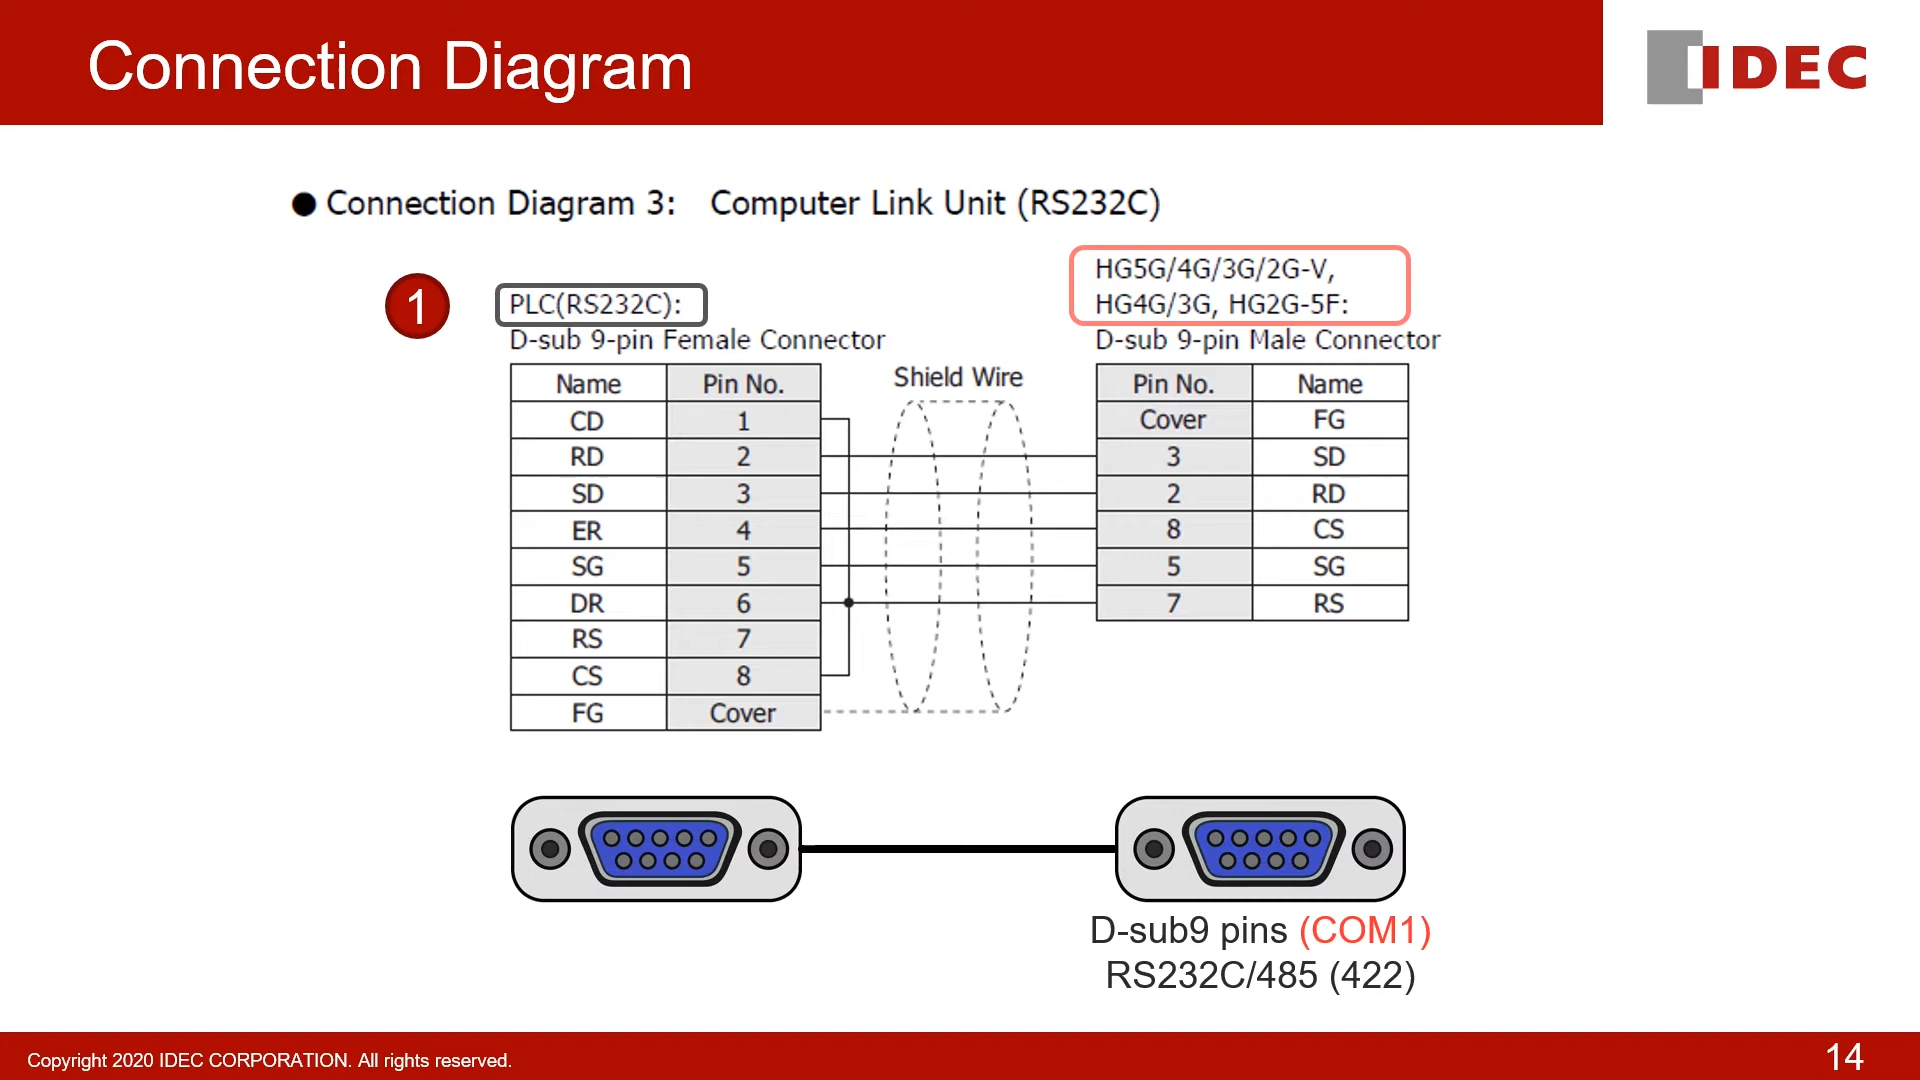 Connection Diagram
IDEC
● Connection Diagram 3: Computer Link Unit (RS232C)
1
PLC(RS232C):
D-sub 9-pin Female Connector
HG5G/4G/3G/2G-V,
HG4G/3G, HG2G-5F:
D-sub 9-pin Male Connector
Shield Wire
Name Pin No.
CD 1
RD 2
SD 3
ER 4
SG 5
DR 6
RS 7
CS 8
FG Cover
Pin No. Name
Cover FG
3 SD
2 RD
8 CS
5 SG
7 RS
D-sub9 pins (COM1)
RS232C/485 (422)
Copyright 2020 IDEC CORPORATION. All rights reserved.
14